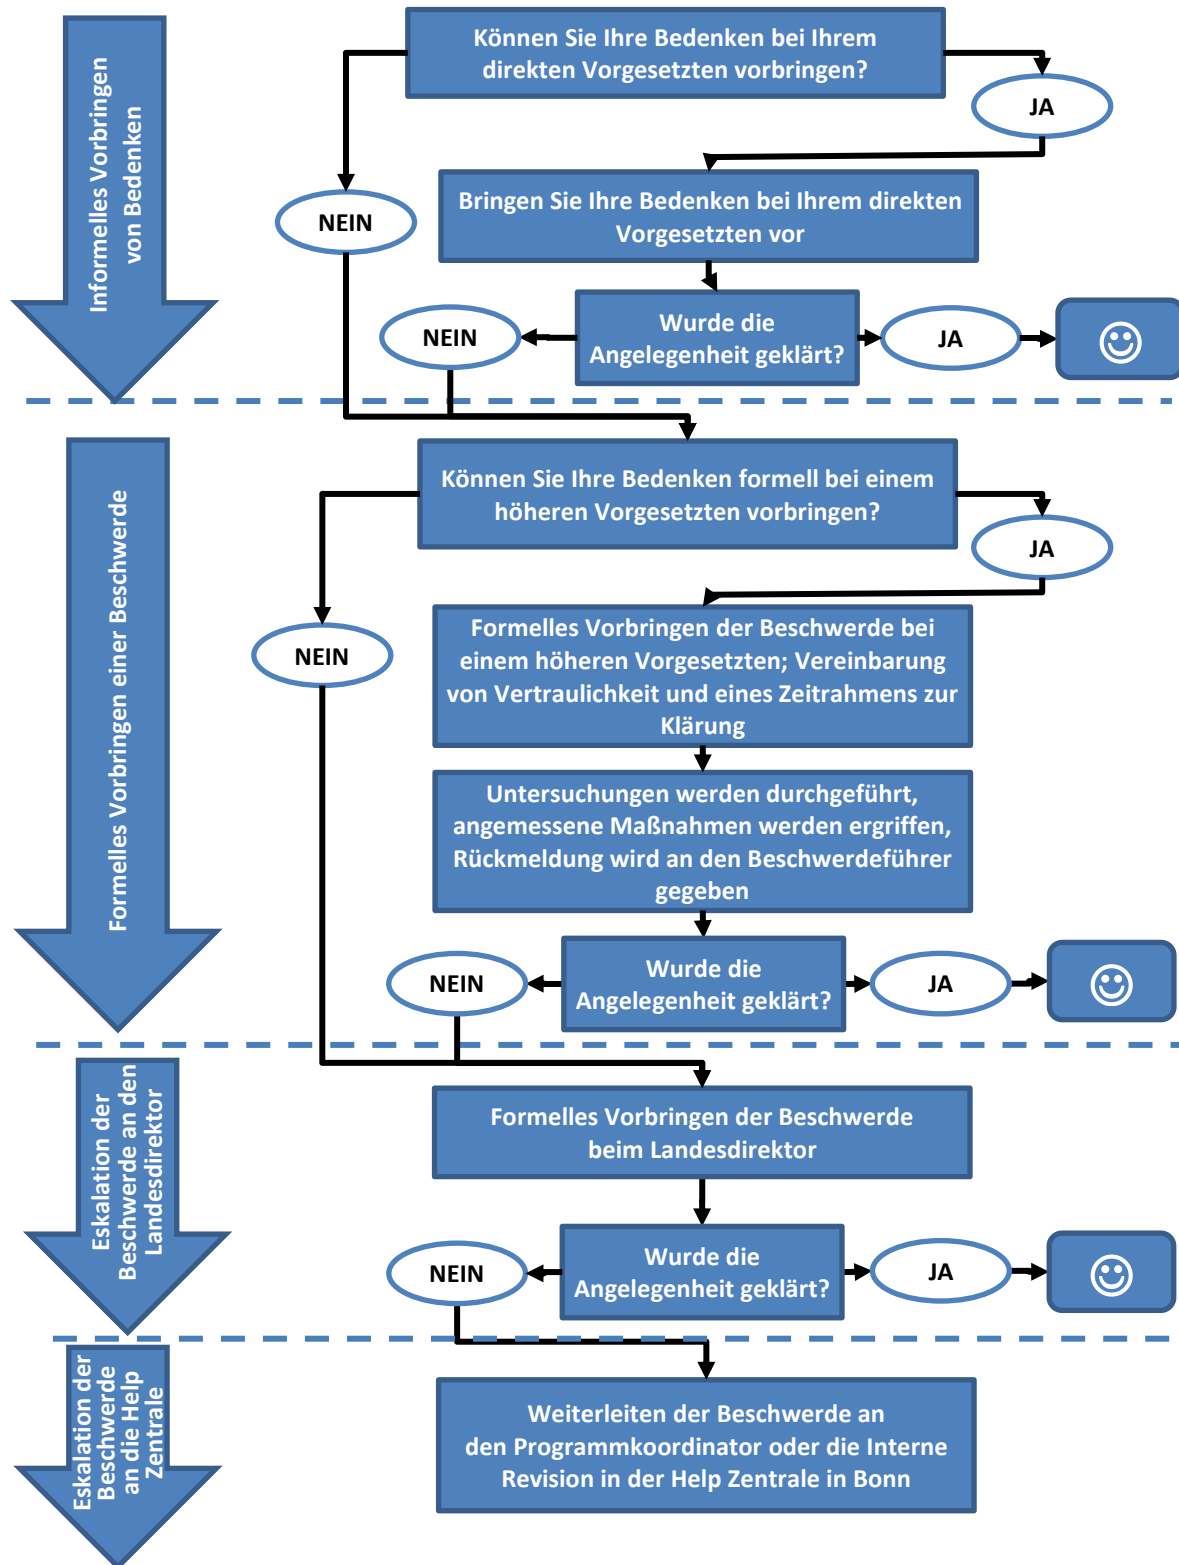 Können Sie Ihre Bedenken bei Ihrem
direkten Vorgesetzten vorbringen?
JA
Informelles Vorbringen
von Bedenken
Bringen Sie Ihre Bedenken bei Ihrem direkten
Vorgesetzten vor
NEIN
Wurde die
Angelegenheit geklärt?
NEIN
JA
Können Sie Ihre Bedenken formell bei einem
höheren Vorgesetzten vorbringen?
JA
Formelles Vorbringen einer Beschwerde
Formelles Vorbringen der Beschwerde bei
einem höheren Vorgesetzten; Vereinbarung
von Vertraulichkeit und eines Zeitrahmens zur
Klärung
NEIN
Untersuchungen werden durchgeführt,
angemessene Maßnahmen werden ergriffen,
Rückmeldung wird an den Beschwerdeführer
gegeben
Wurde die
Angelegenheit geklärt?
NEIN
JA
Eskalation der
Beschwerde an den
Landesdirektor
Formelles Vorbringen der Beschwerde
beim Landesdirektor
Wurde die
Angelegenheit geklärt?
NEIN
JA
Eskalation der
Beschwerde
an die Help
Zentrale
Weiterleiten der Beschwerde an
den Programmkoordinator oder die Interne
Revision in der Help Zentrale in Bonn